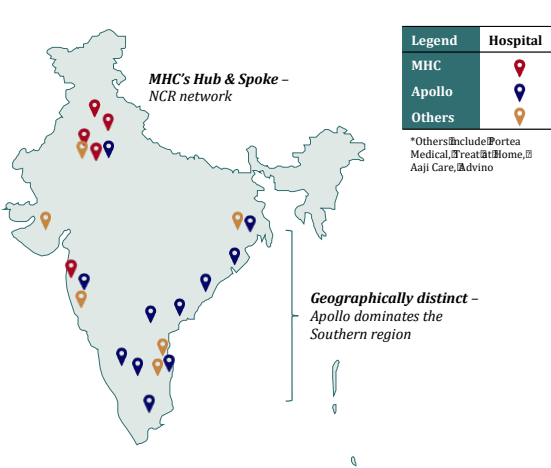 MHC's Hub & Spoke –
NCR network
Legend Hospital
MHC
Apollo
Others
*Others Include Portea
Medical, Treat at Home,
Aaji Care, Advino
Geographically distinct –
Apollo dominates the
Southern region